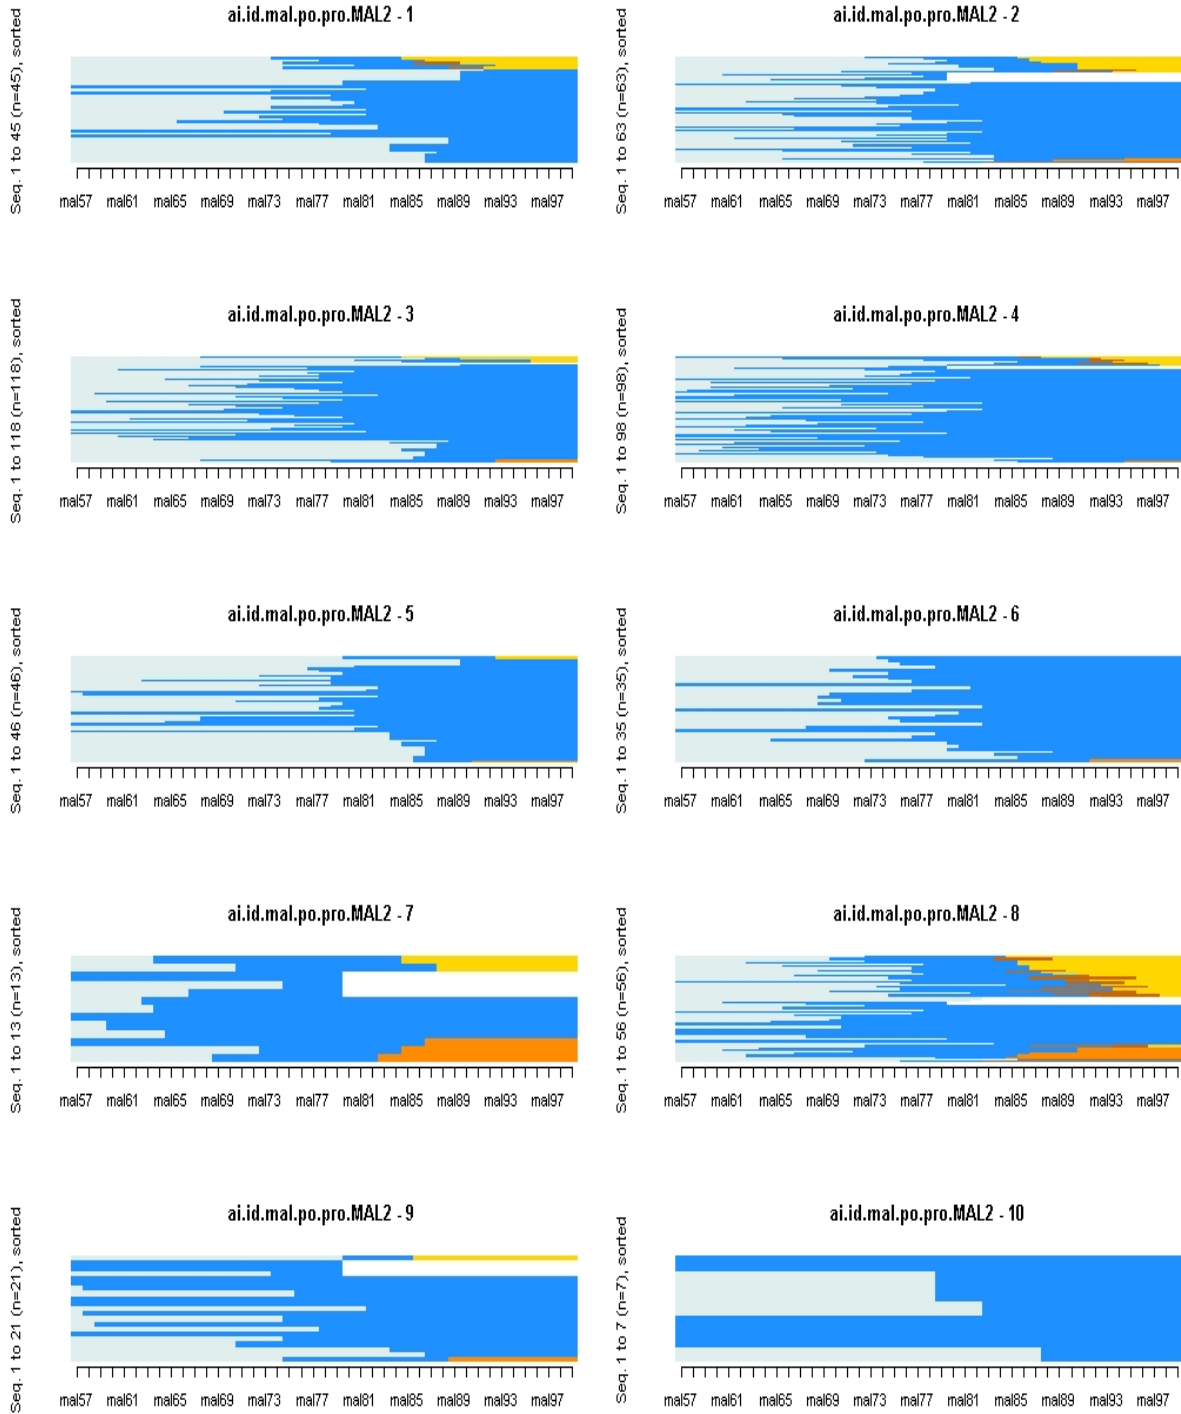 ai.id.mal.po.pro.MAL2 - 1
Seq. 1 to 45 (n=45), sorted
mal57 mal61 mal65 mal69 mal73 mal77 mal81 mal85 mal89 mal93 mal97
ai.id.mal.po.pro.MAL2 - 2
Seq. 1 to 63 (n=63), sorted
mal57 mal61 mal65 mal69 mal73 mal77 mal81 mal85 mal89 mal93 mal97
ai.id.mal.po.pro.MAL2 - 3
Seq. 1 to 118 (n=118), sorted
mal57 mal61 mal65 mal69 mal73 mal77 mal81 mal85 mal89 mal93 mal97
ai.id.mal.po.pro.MAL2 - 4
Seq. 1 to 98 (n=98), sorted
mal57 mal61 mal65 mal69 mal73 mal77 mal81 mal85 mal89 mal93 mal97
ai.id.mal.po.pro.MAL2 - 5
Seq. 1 to 46 (n=46), sorted
mal57 mal61 mal65 mal69 mal73 mal77 mal81 mal85 mal89 mal93 mal97
ai.id.mal.po.pro.MAL2 - 6
Seq. 1 to 35 (n=35), sorted
mal57 mal61 mal65 mal69 mal73 mal77 mal81 mal85 mal89 mal93 mal97
ai.id.mal.po.pro.MAL2 - 7
Seq. 1 to 13 (n=13), sorted
mal57 mal61 mal65 mal69 mal73 mal77 mal81 mal85 mal89 mal93 mal97
ai.id.mal.po.pro.MAL2 - 8
Seq. 1 to 56 (n=56), sorted
mal57 mal61 mal65 mal69 mal73 mal77 mal81 mal85 mal89 mal93 mal97
ai.id.mal.po.pro.MAL2 - 9
Seq. 1 to 21 (n=21), sorted
mal57 mal61 mal65 mal69 mal73 mal77 mal81 mal85 mal89 mal93 mal97
ai.id.mal.po.pro.MAL2 - 10
Seq. 1 to 7 (n=7), sorted
mal57 mal61 mal65 mal69 mal73 mal77 mal81 mal85 mal89 mal93 mal97